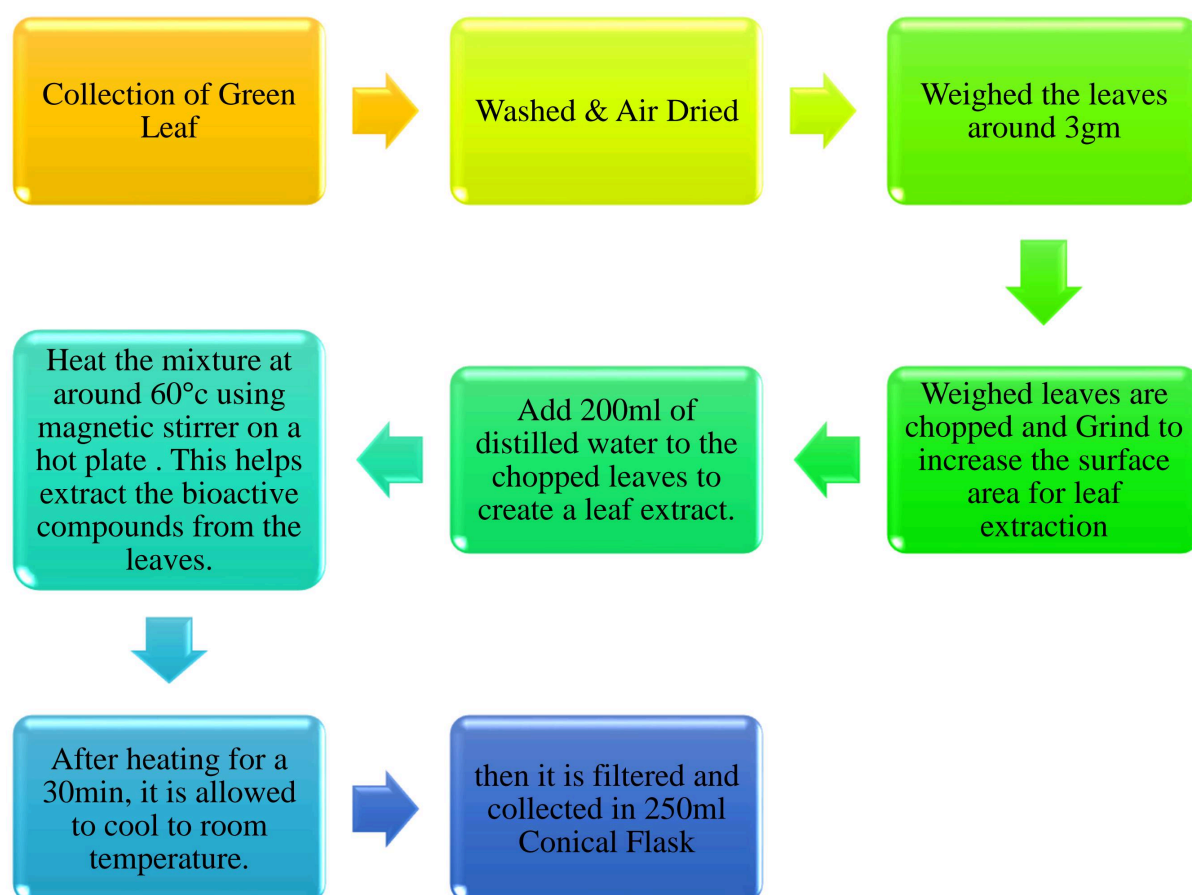 Collection of Green
Leaf
Washed & Air Dried
Weighed the leaves
around 3gm
Weighed leaves are
chopped and Grind to
increase the surface
area for leaf
extraction
Add 200ml of
distilled water to the
chopped leaves to
create a leaf extract.
Heat the mixture at
around 60°c using
magnetic stirrer on a
hot plate . This helps
extract the bioactive
compounds from the
leaves.
After heating for a
30min, it is allowed
to cool to room
temperature.
then it is filtered and
collected in 250ml
Conical Flask